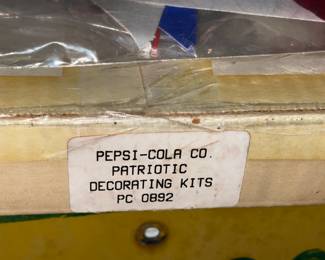 PEPSI-COLA CO.
PATRIOTIC
DECORATING KITS
PC 0892